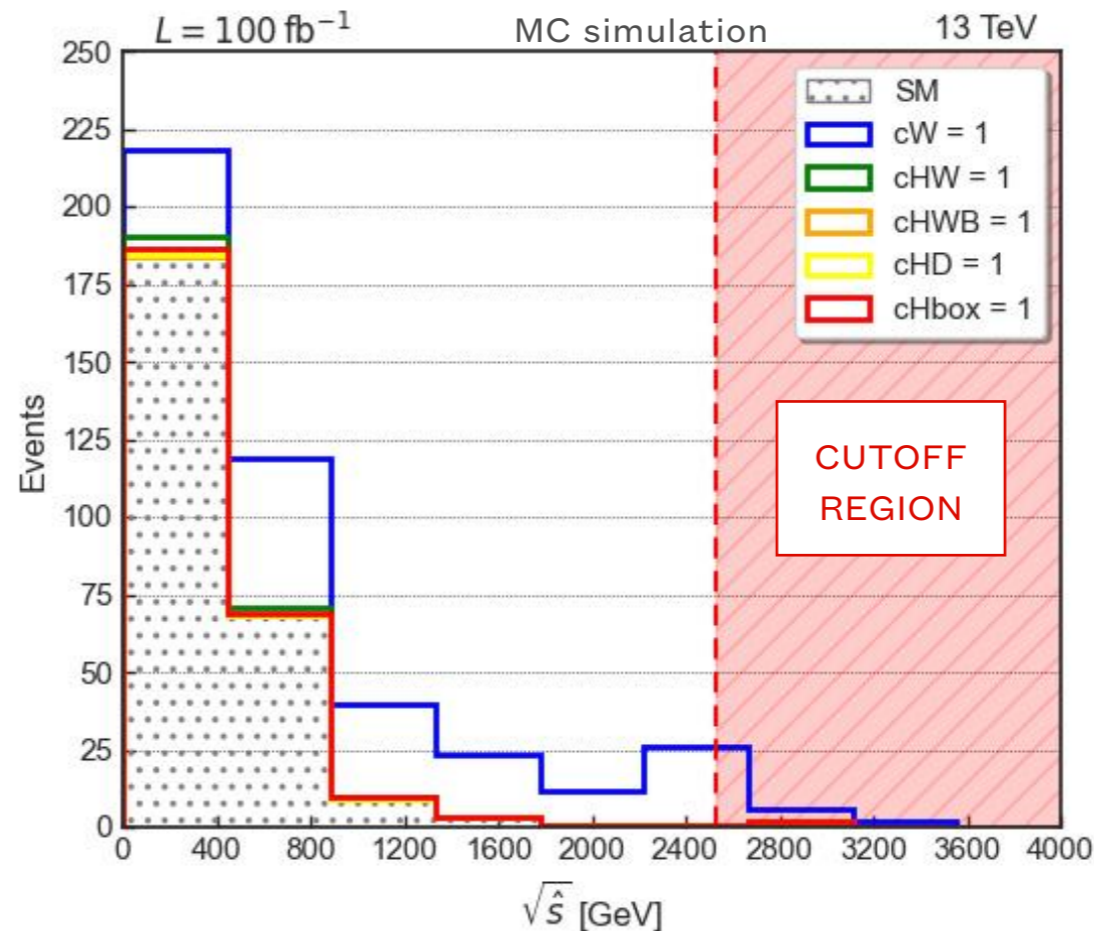 L = 100 fb⁻¹ MC simulation 13 TeV
250
225
200
175
150
125
100
75
50
25
0
Events
SM
cW = 1
cHW = 1
cHWB = 1
cHD = 1
cHbox = 1
CUTOFF
REGION
0 400 800 1200 1600 2000 2400 2800 3200 3600 4000
√ŝ [GeV]